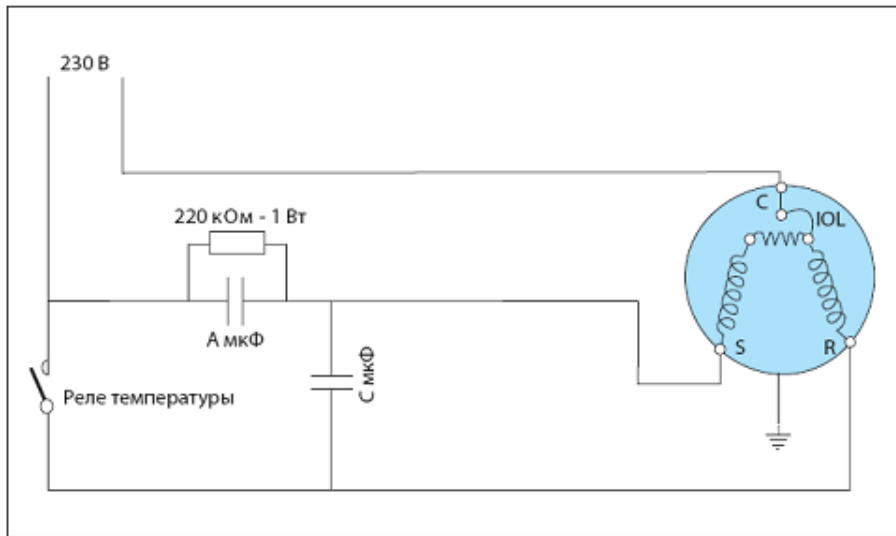 230 В
C
IOL
220 кОм - 1 Вт
А мкФ
S
R
С мкФ
Реле температуры